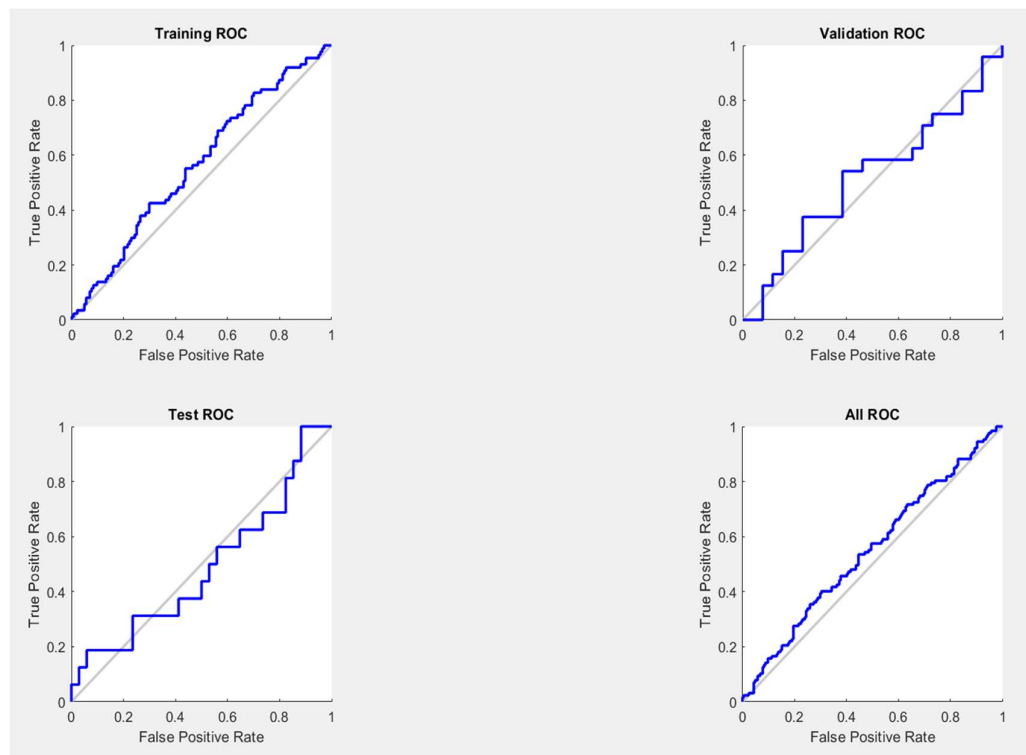 Training ROC
1
0.8
0.6
0.4
0.2
0
True Positive Rate
0 0.2 0.4 0.6 0.8 1
False Positive Rate
Validation ROC
1
0.8
0.6
0.4
0.2
0
True Positive Rate
0 0.2 0.4 0.6 0.8 1
False Positive Rate
Test ROC
1
0.8
0.6
0.4
0.2
0
True Positive Rate
0 0.2 0.4 0.6 0.8 1
False Positive Rate
All ROC
1
0.8
0.6
0.4
0.2
0
True Positive Rate
0 0.2 0.4 0.6 0.8 1
False Positive Rate